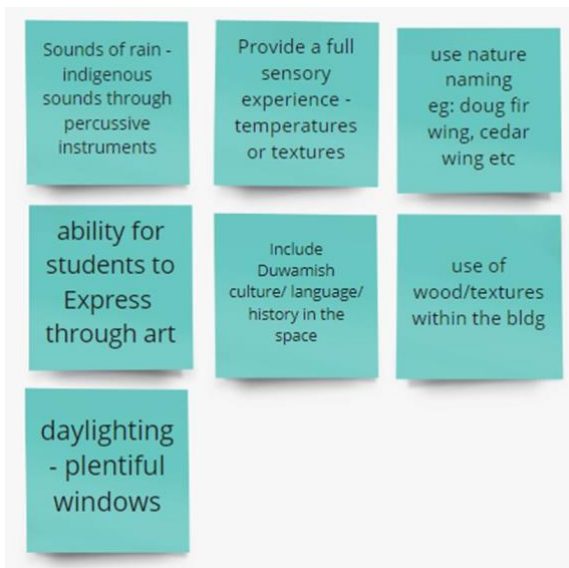 Sounds of rain -
indigenous
sounds through
percussive
instruments
Provide a full
sensory
experience -
temperatures
or textures
use nature
naming
eg: doug fir
wing, cedar
wing etc
ability for
students to
Express
through art
Include
Duwamish
culture/ language/
history in the
space
use of
wood/textures
within the bldg
daylighting
- plentiful
windows